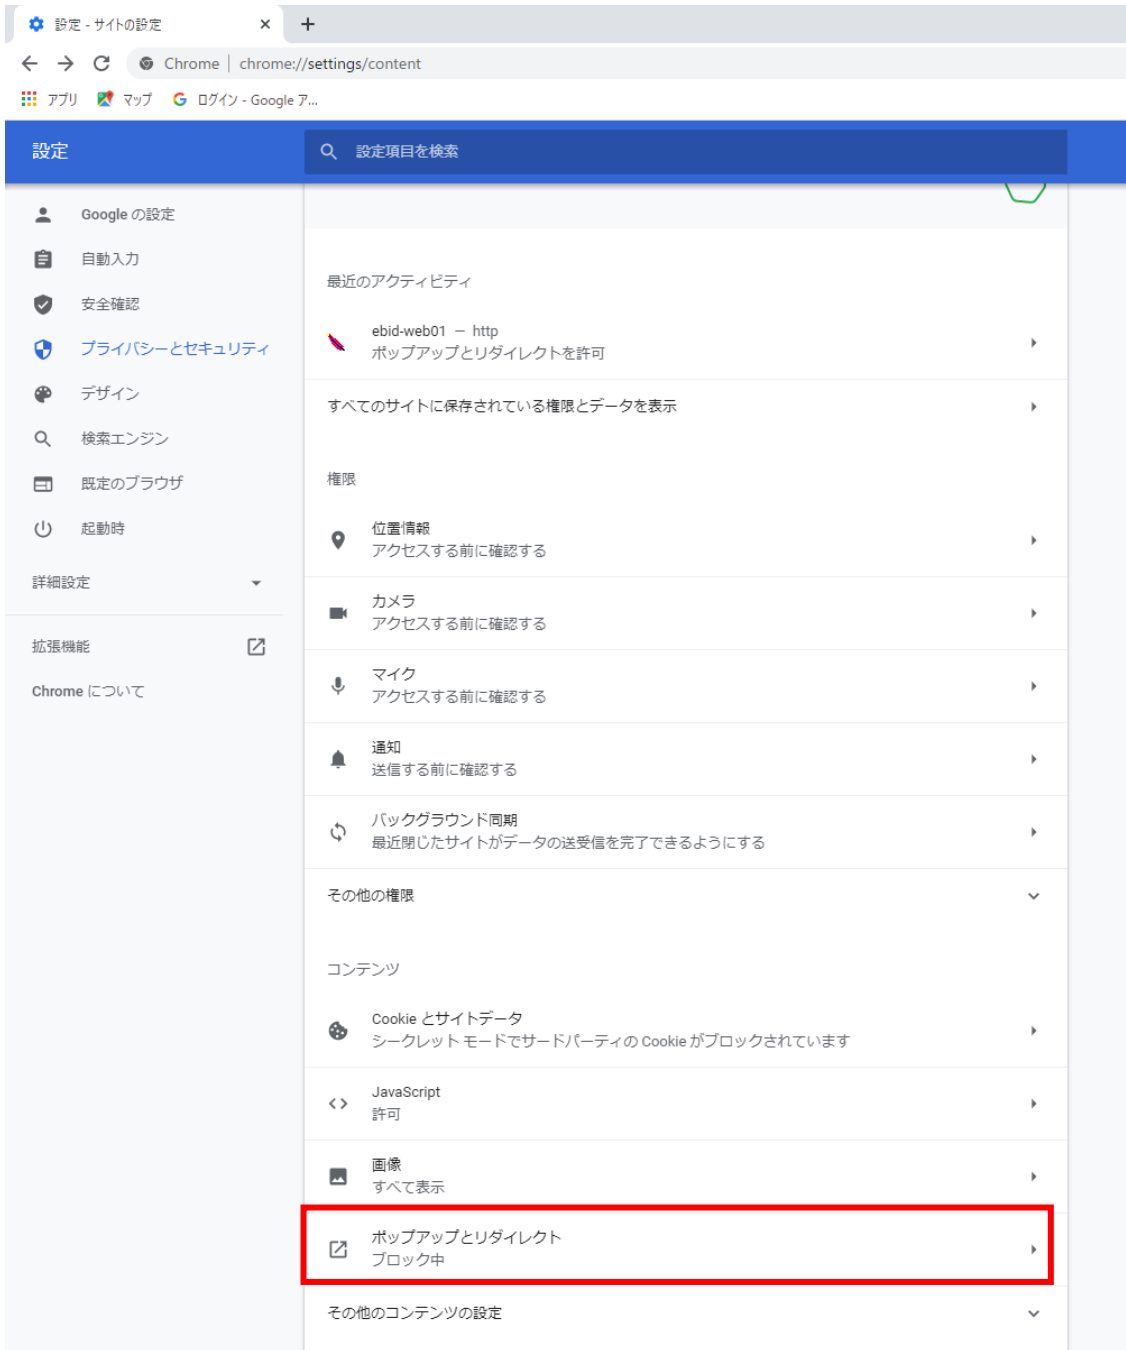 設定 - サイトの設定
Chrome | chrome://settings/content
アプリ マップ ログイン - Google ア...
設定
設定項目を検索
Google の設定
自動入力
安全確認
プライバシーとセキュリティ
デザイン
検索エンジン
既定のブラウザ
起動時
詳細設定
拡張機能
Chrome について
最近のアクティビティ
ebid-web01 － http
ポップアップとリダイレクトを許可
すべてのサイトに保存されている権限とデータを表示
権限
位置情報
アクセスする前に確認する
カメラ
アクセスする前に確認する
マイク
アクセスする前に確認する
通知
送信する前に確認する
バックグラウンド同期
最近閉じたサイトがデータの送受信を完了できるようにする
その他の権限
コンテンツ
Cookie とサイトデータ
シークレット モードでサードパーティの Cookie がブロックされています
JavaScript
許可
画像
すべて表示
ポップアップとリダイレクト
ブロック中
その他のコンテンツの設定